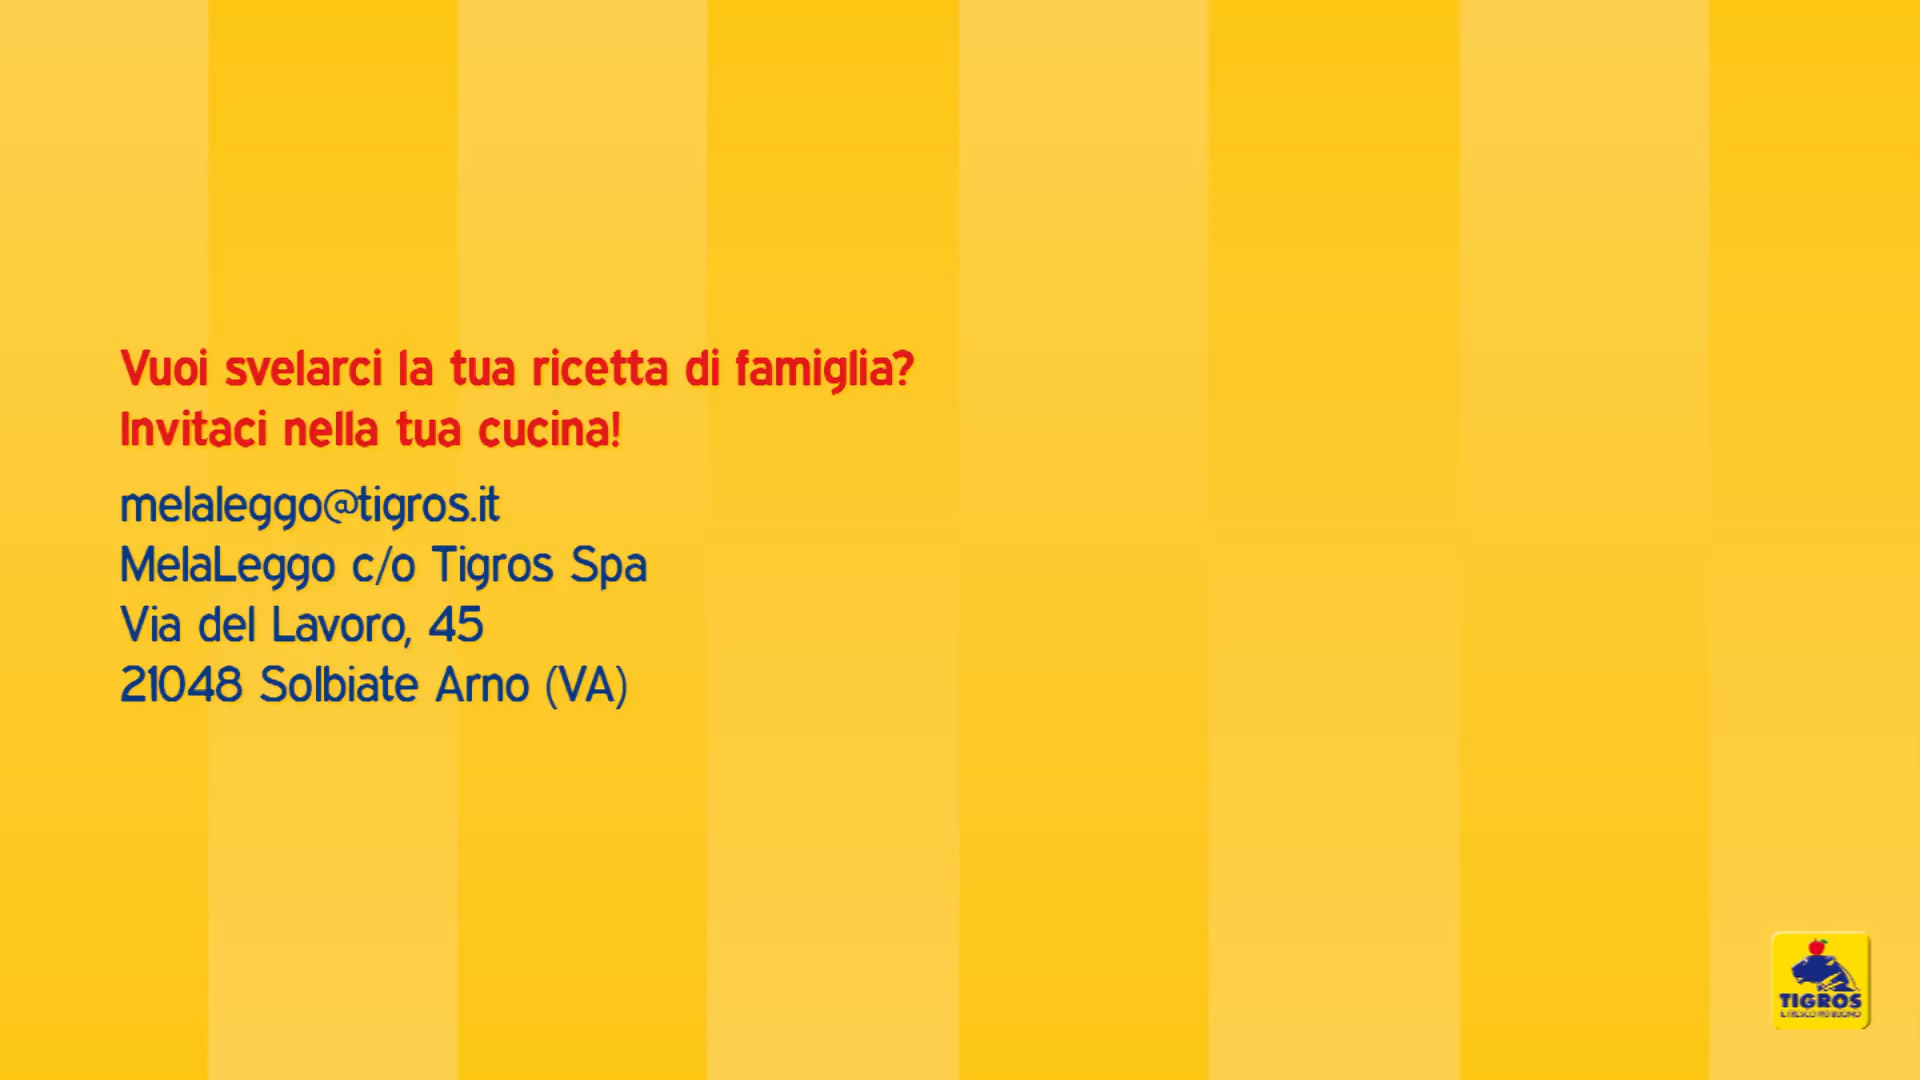 Vuoi svelarci la tua ricetta di famiglia?
Invitaci nella tua cucina!
melaleggo@tigros.it
MelaLeggo c/o Tigros Spa
Via del Lavoro, 45
21048 Solbiate Arno (VA)
TIGROS